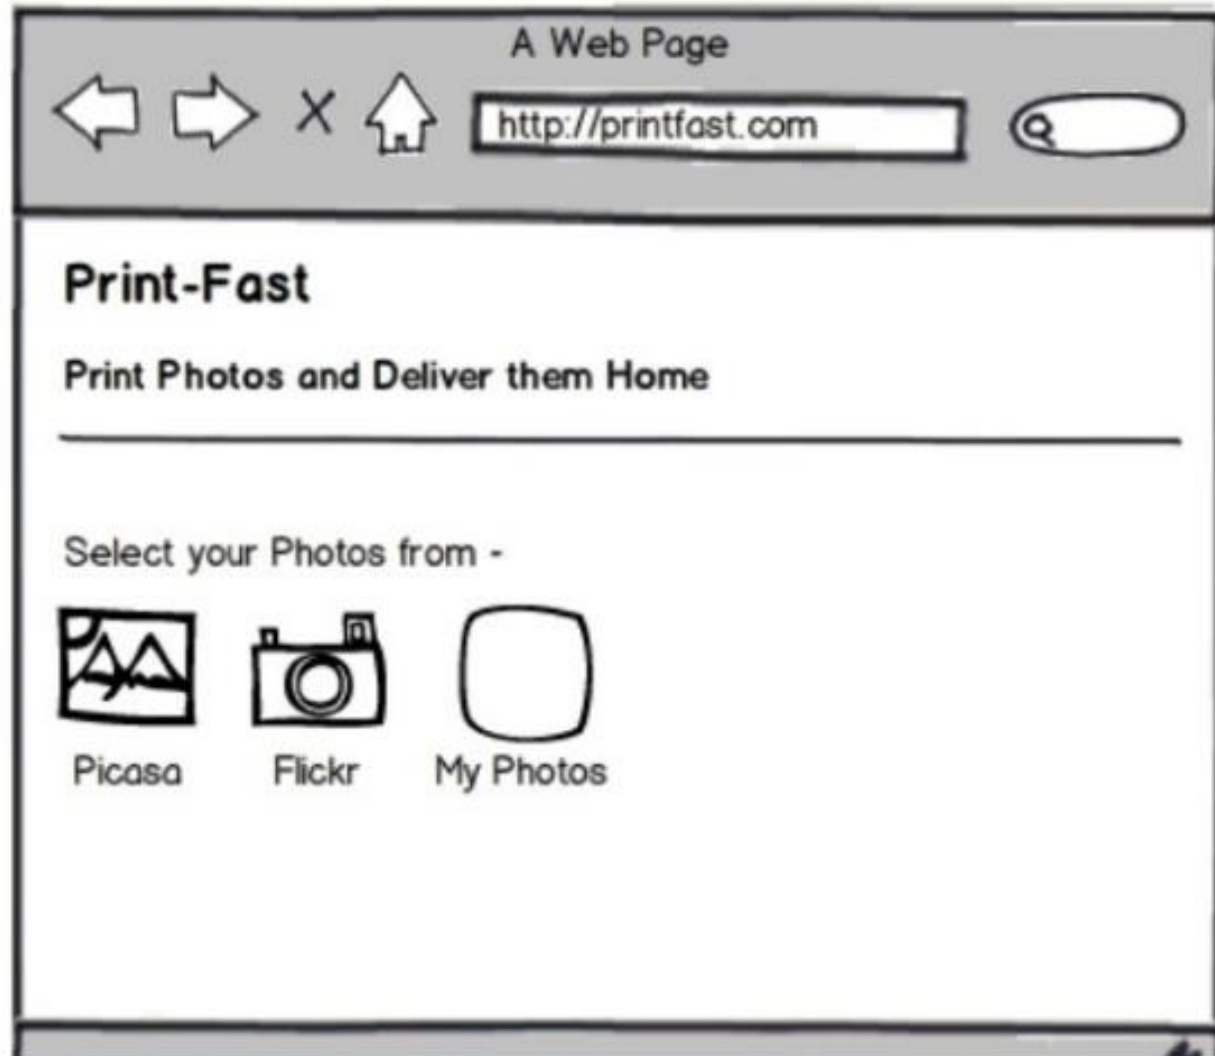 A Web Page
http://printfast.com
Print-Fast
Print Photos and Deliver them Home
Select your Photos from -
Picasa
Flickr
My Photos